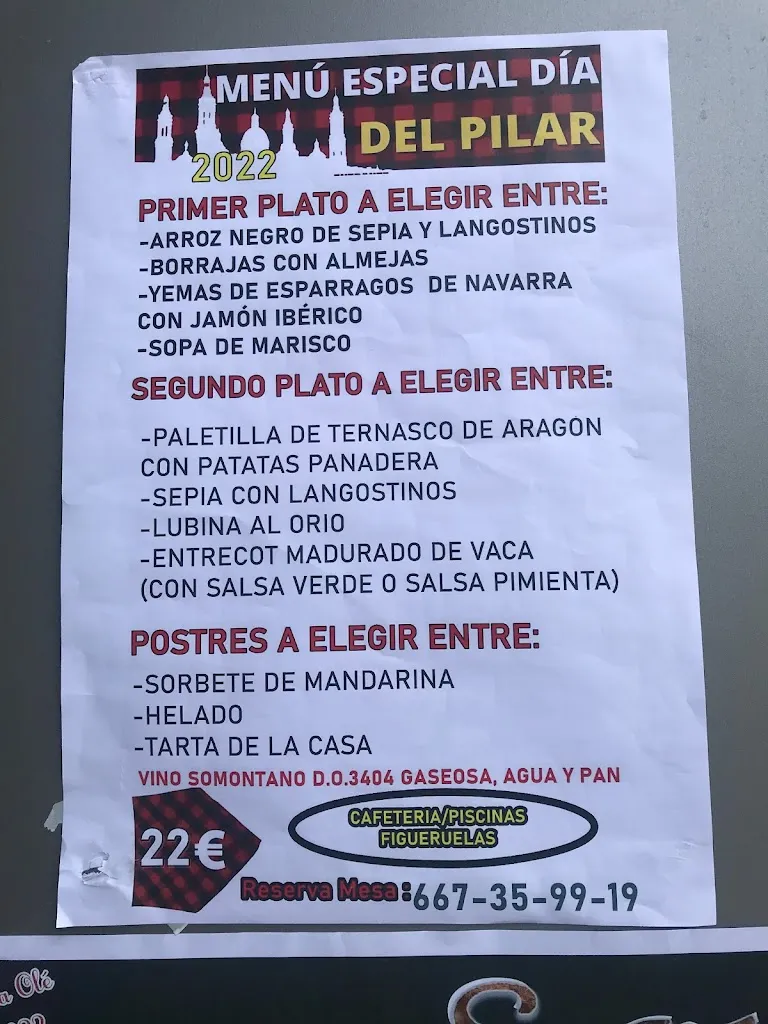 MENÚ ESPECIAL DÍA
DEL PILAR
2022
PRIMER PLATO A ELEGIR ENTRE:
-ARROZ NEGRO DE SEPIA Y LANGOSTINOS
-BORRAJAS CON ALMEJAS
-YEMAS DE ESPARRAGOS DE NAVARRA
CON JAMÓN IBÉRICO
-SOPA DE MARISCO
SEGUNDO PLATO A ELEGIR ENTRE:
-PALETILLA DE TERNASCO DE ARAGÓN
CON PATATAS PANADERA
-SEPIA CON LANGOSTINOS
-LUBINA AL ORIO
-ENTRECOT MADURADO DE VACA
(CON SALSA VERDE O SALSA PIMIENTA)
POSTRES A ELEGIR ENTRE:
-SORBETE DE MANDARINA
-HELADO
-TARTA DE LA CASA
VINO SOMONTANO D.O.3404 GASEOSA, AGUA Y PAN
22€
CAFETERIA/PISCINAS
FIGUERUELAS
Reserva Mesa:667-35-99-19
Olé